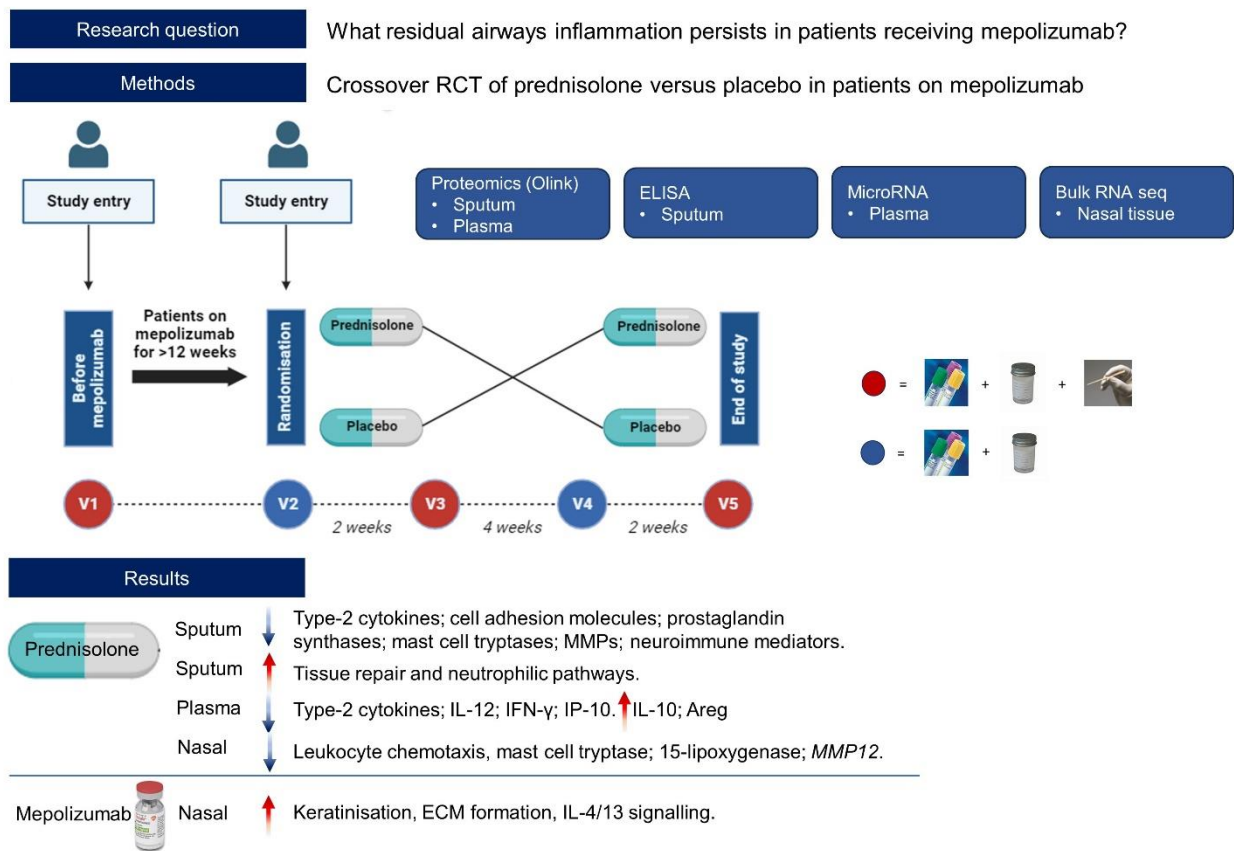 Research question
What residual airways inflammation persists in patients receiving mepolizumab?
Methods
Crossover RCT of prednisolone versus placebo in patients on mepolizumab
Study entry
Study entry
Proteomics (Olink)
• Sputum
• Plasma
ELISA
• Sputum
MicroRNA
• Plasma
Bulk RNA seq
• Nasal tissue
Before
mepolizumab
Patients on
mepolizumab
for >12 weeks
Randomisation
Prednisolone
Placebo
Prednisolone
Placebo
End of study
= + +
= +
V1
V2
V3
V4
V5
2 weeks
4 weeks
2 weeks
Results
Prednisolone
Sputum
Type-2 cytokines; cell adhesion molecules; prostaglandin
synthases; mast cell tryptases; MMPs; neuroimmune mediators.
Sputum
Tissue repair and neutrophilic pathways.
Plasma
Type-2 cytokines; IL-12; IFN-γ; IP-10. IL-10; Areg
Nasal
Leukocyte chemotaxis, mast cell tryptase; 15-lipoxygenase; MMP12.
Mepolizumab
Nasal
Keratinisation, ECM formation, IL-4/13 signalling.